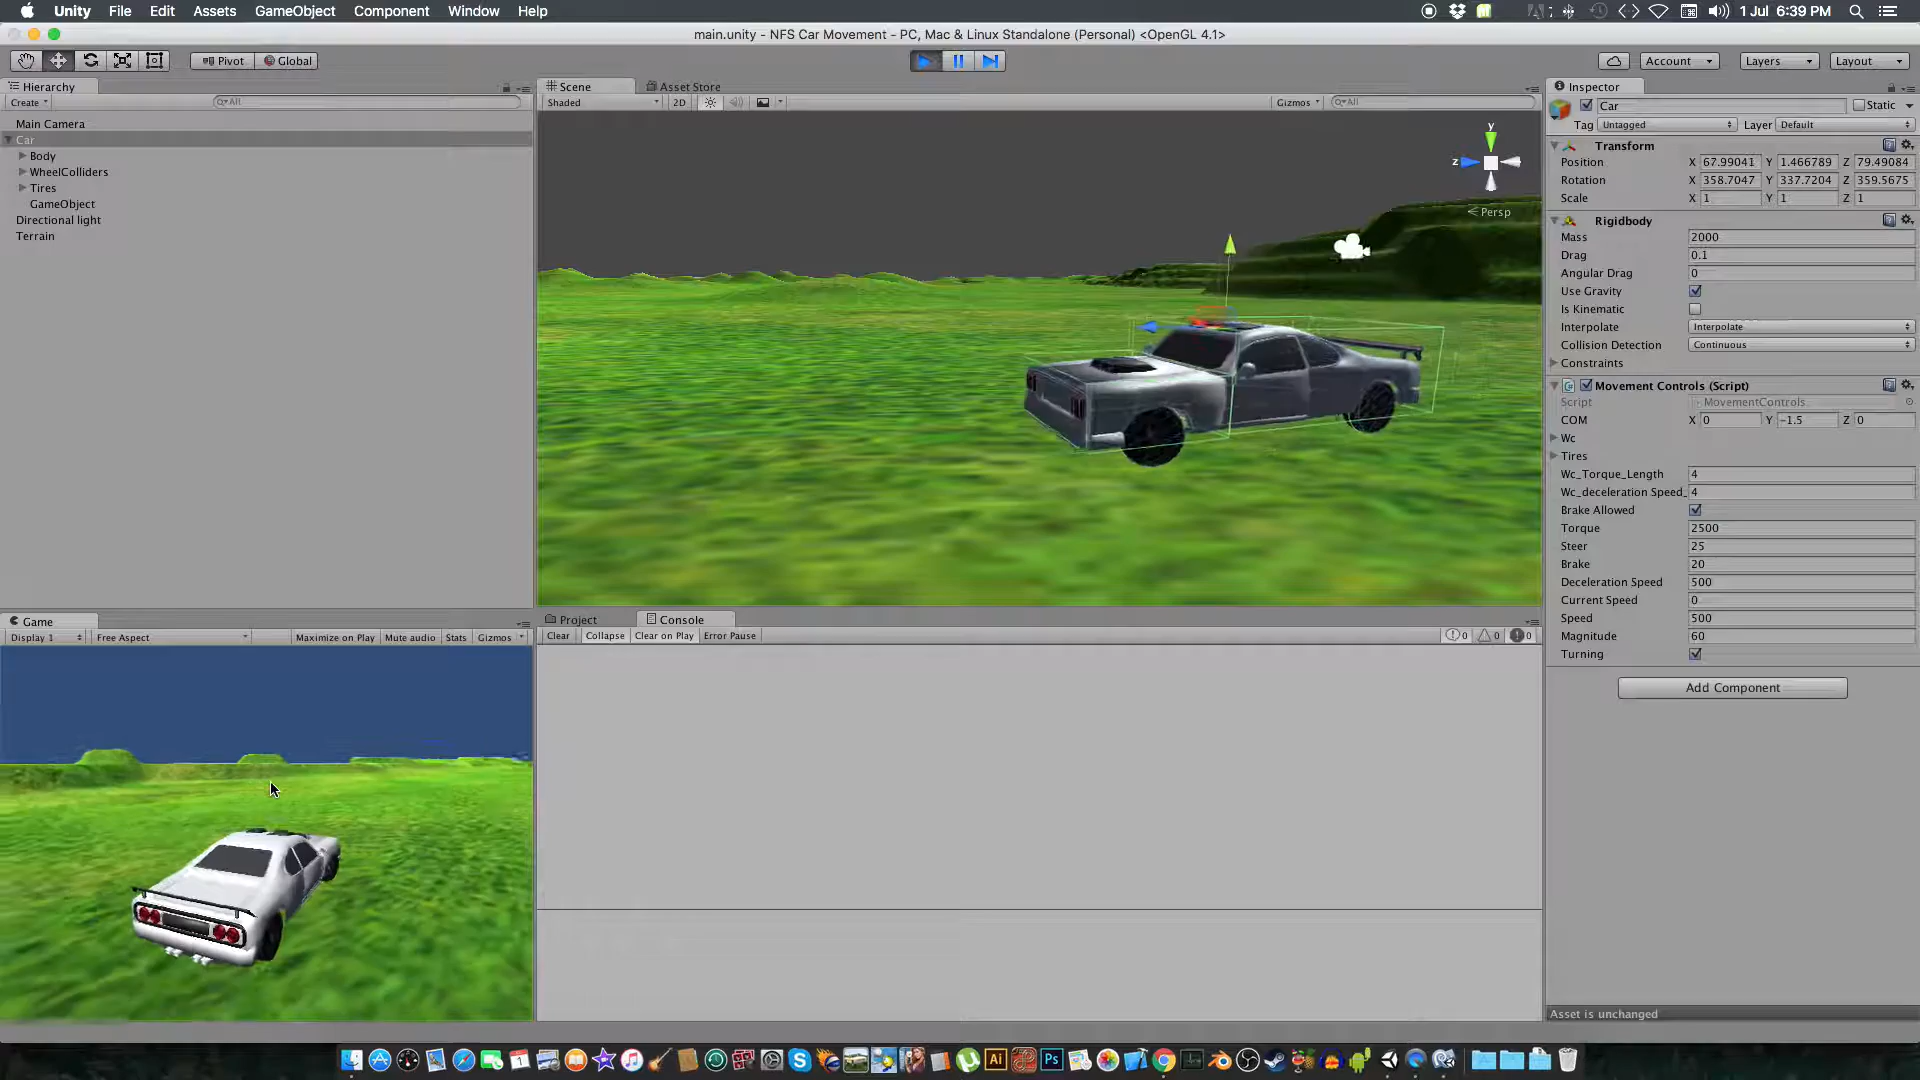 Unity File Edit Assets GameObject Component Window Help
1 Jul 6:39 PM
main.unity - NFS Car Movement - PC, Mac & Linux Standalone (Personal) <OpenGL 4.1>
Pivot Global
Account Layers Layout
Hierarchy
Create All
Main Camera
Car
Body
WheelColliders
Tires
GameObject
Directional light
Terrain
Scene Asset Store
Shaded 2D Gizmos All
y
z
Persp
Game
Display 1 Free Aspect Maximize on Play Mute audio Stats Gizmos
Project Console
Clear Collapse Clear on Play Error Pause 0 0 0
Inspector
Car Static
Tag Untagged Layer Default
Transform
Position X 67.99041 Y 1.466789 Z 79.49084
Rotation X 358.7047 Y 337.7204 Z 359.5675
Scale X 1 Y 1 Z 1
Rigidbody
Mass 2000
Drag 0.1
Angular Drag 0
Use Gravity
Is Kinematic
Interpolate Interpolate
Collision Detection Continuous
Constraints
Movement Controls (Script)
Script MovementControls
COM X 0 Y -1.5 Z 0
Wc
Tires
Wc_Torque_Length 4
Wc_deceleration Speed_ 4
Brake Allowed
Torque 2500
Steer 25
Brake 20
Deceleration Speed 500
Current Speed 0
Speed 500
Magnitude 60
Turning
Add Component
Asset is unchanged
Ai Ps